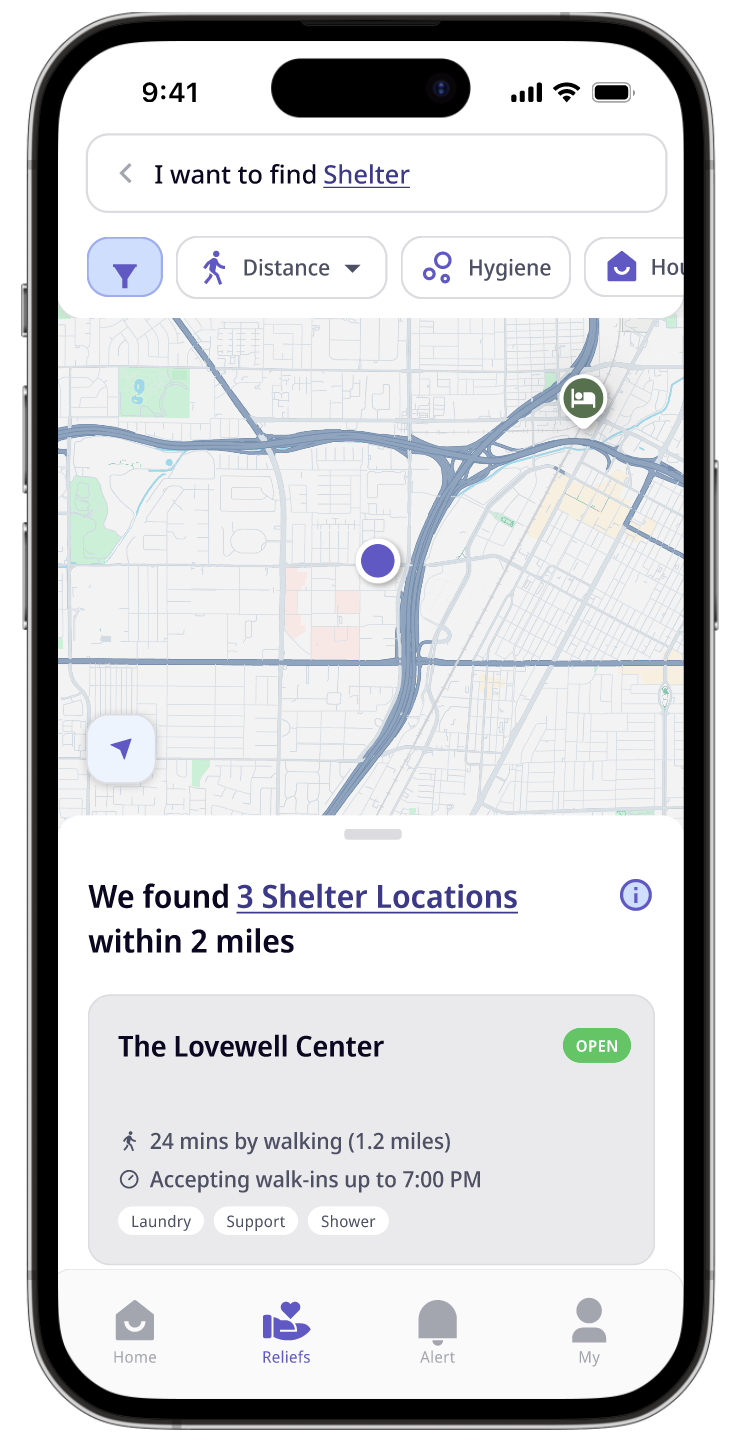 9:41
I want to find Shelter
Distance
Hygiene
Hou
We found 3 Shelter Locations
within 2 miles
The Lovewell Center
OPEN
24 mins by walking (1.2 miles)
Accepting walk-ins up to 7:00 PM
Laundry
Support
Shower
Home
Reliefs
Alert
My